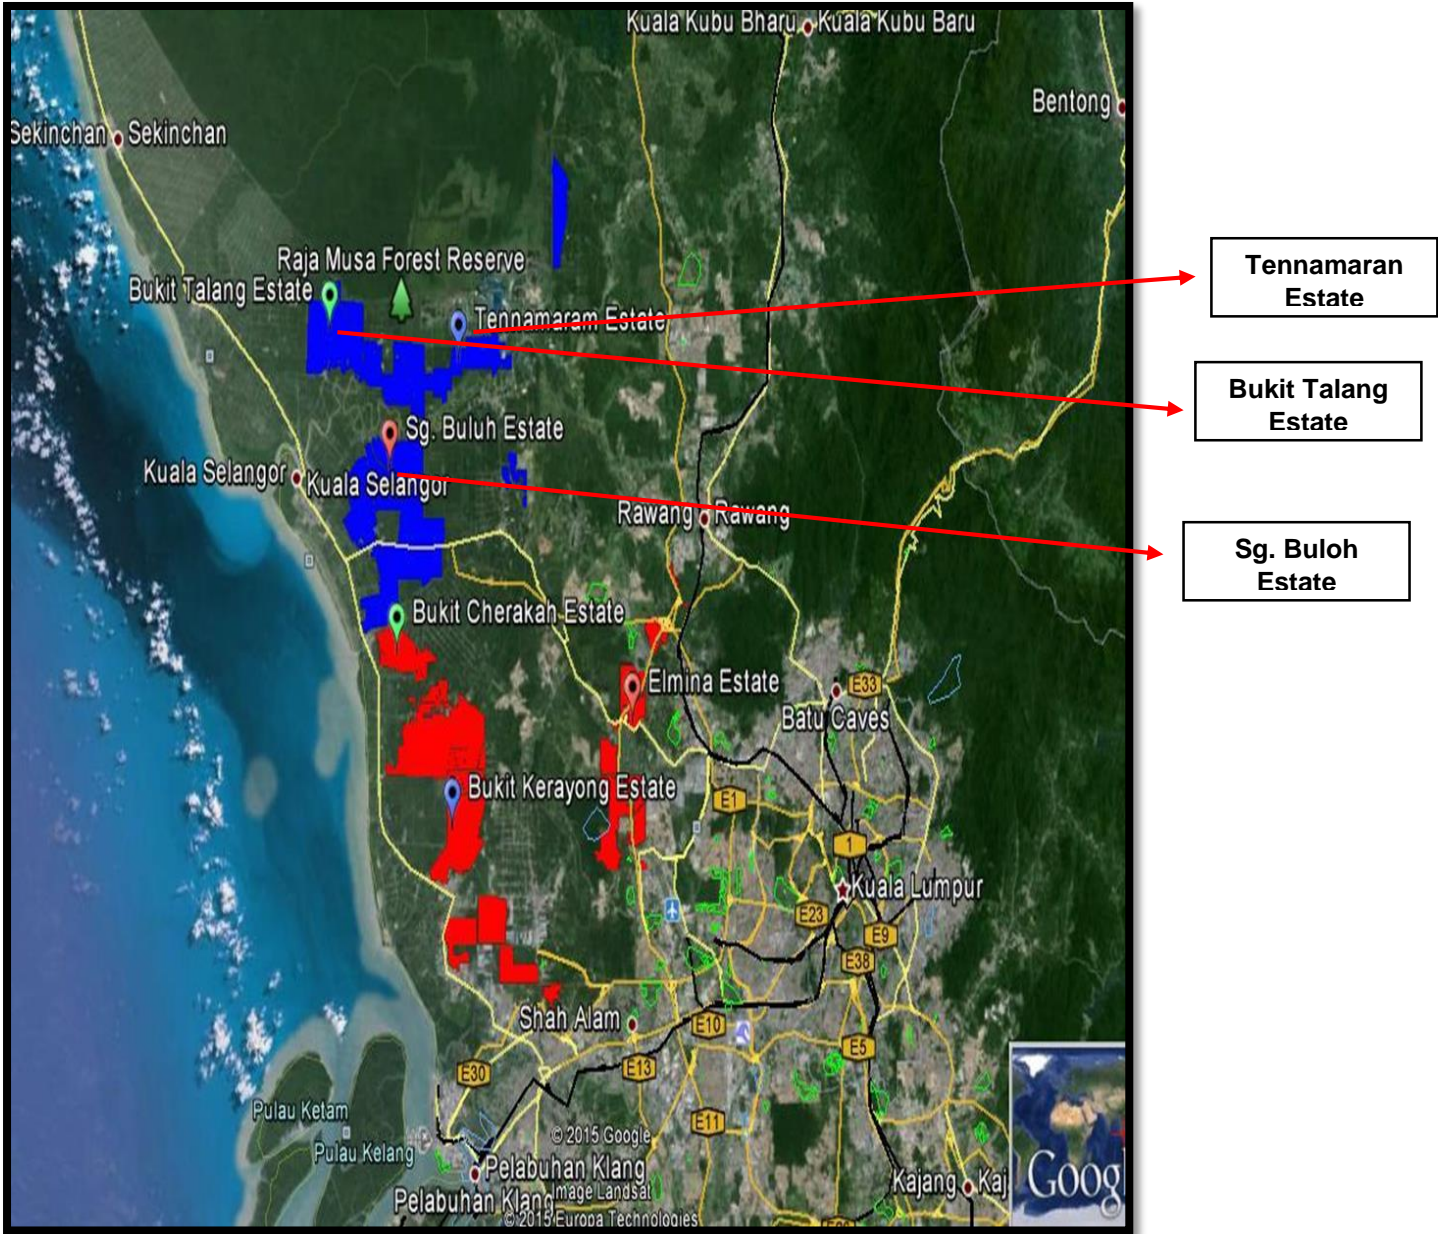 Kuala Kubu Bharu Kuala Kubu Baru
Bentong
Sekinchan Sekinchan
Raja Musa Forest Reserve
Bukit Talang Estate
Tennamaram Estate
Sg. Buluh Estate
Kuala Selangor Kuala Selangor
Rawang Rawang
Bukit Cherakah Estate
Elmina Estate
E33
Batu Caves
Bukit Kerayong Estate
E1
1
Kuala Lumpur
E23
E9
E38
Shah Alam
E10
E5
E30
E13
Pulau Ketam
E11
© 2015 Google
Pulau Kelang
Pelabuhan Klang
Kajang Kaj
Goog
Pelabuhan Klang
Image Landsat
© 2015 Europa Technologies
Tennamaran
Estate
Bukit Talang
Estate
Sg. Buloh
Estate